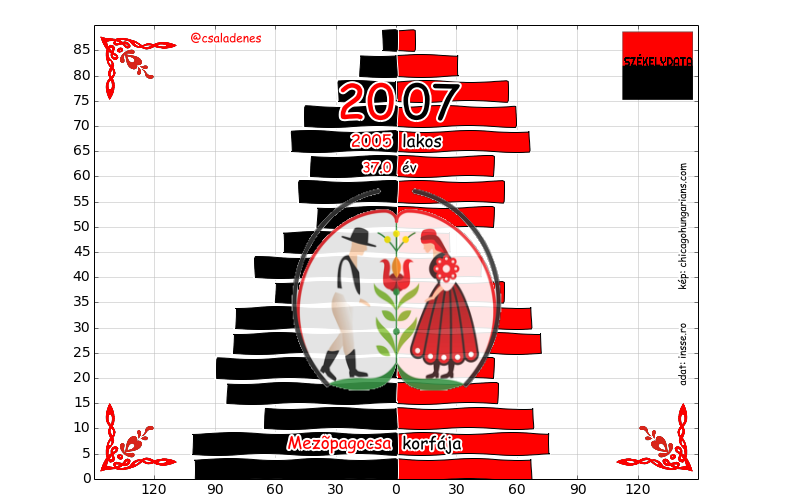 @csaladenes
SZÉKELYDATA
2007
2005 lakos
37.0 év
kép: chicagohungarians.com
adat: insse.ro
Mezõpagocsa korfája
85
80
75
70
65
60
55
50
45
40
35
30
25
20
15
10
5
0
120 90 60 30 0 30 60 90 120